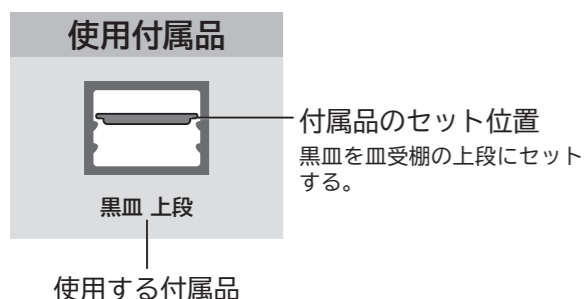 使用付属品
付属品のセット位置
黒皿を皿受棚の上段にセット
する。
黒皿 上段
使用する付属品